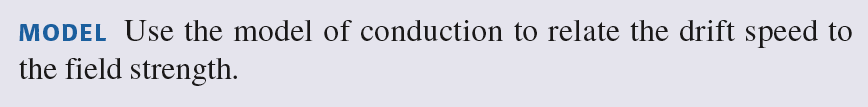 MODEL Use the model of conduction to relate the drift speed to
the field strength.